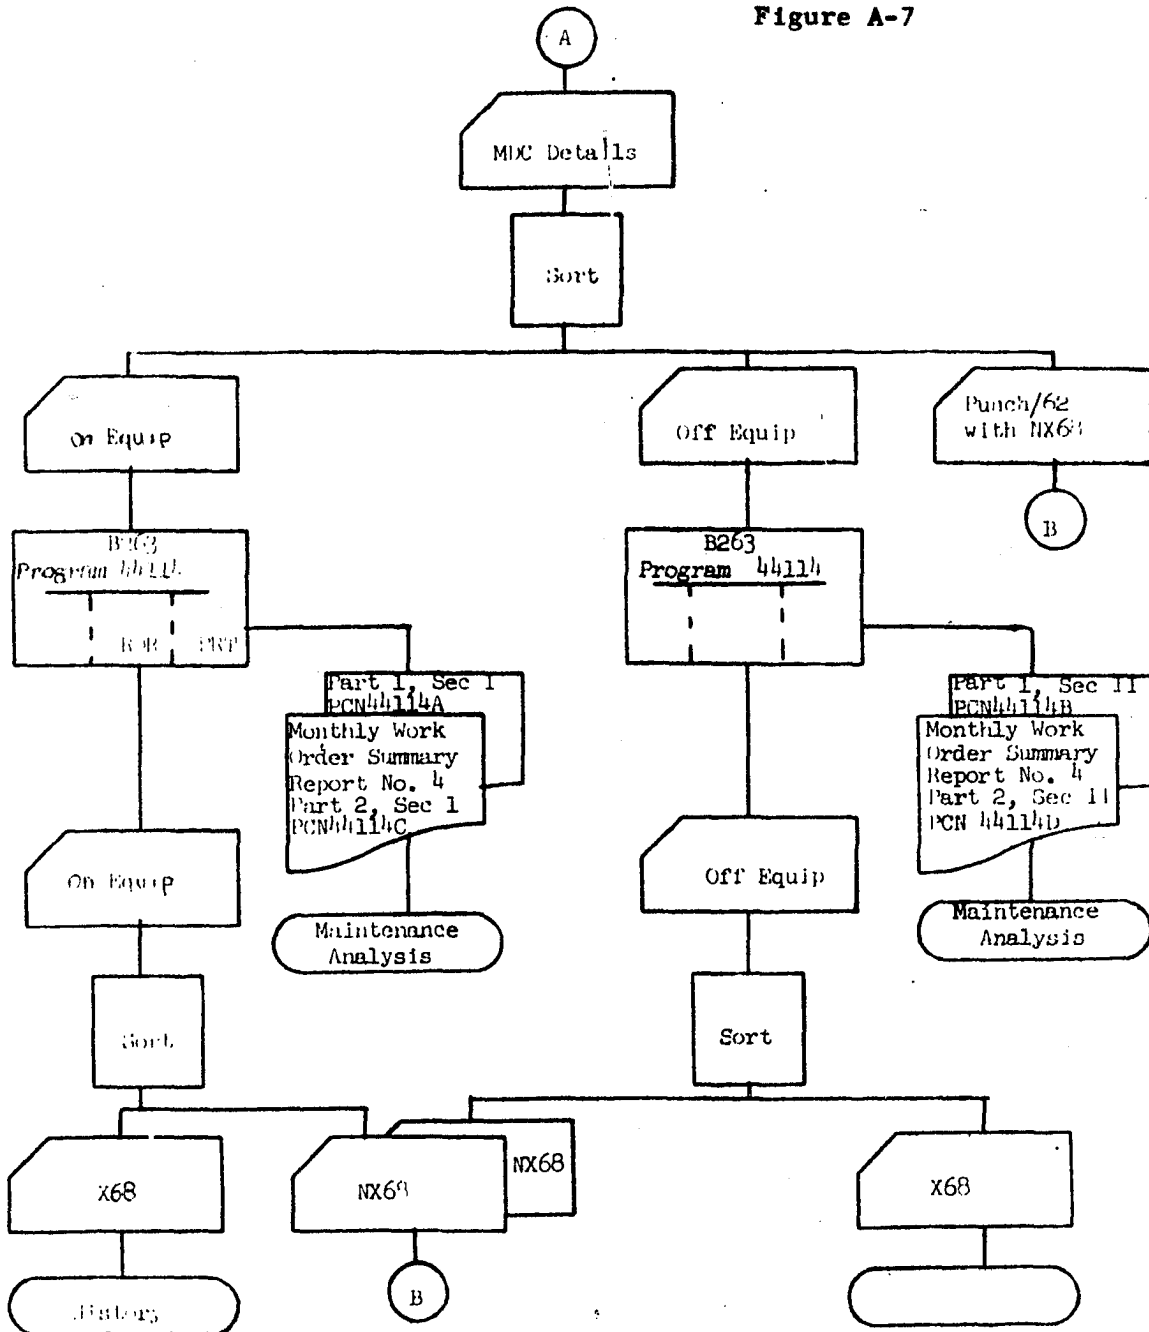 Figure A-7
A
MDC Details
Sort
On Equip
Off Equip
Punch/62
with NX68
B
B263
Program 44114
PRT
B263
Program 44114
Part 1, Sec I
PCN44114A
Monthly Work
Order Summary
Report No. 4
Part 2, Sec 1
PCN44114C
Part 1, Sec II
PCN44114B
Monthly Work
Order Summary
Report No. 4
Part 2, Sec II
PCN 44114D
On Equip
Off Equip
Maintenance
Analysis
Maintenance
Analysis
Sort
Sort
X68
NX68
NX68
X68
History
B